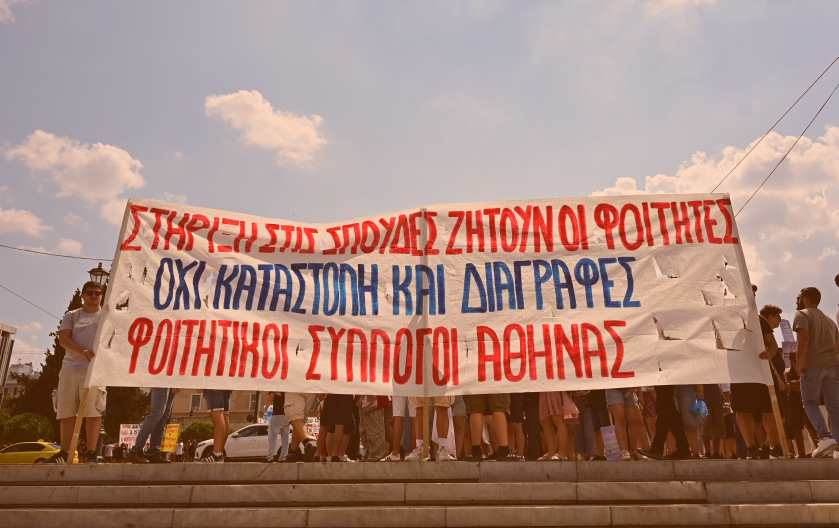 ΣΤΗΡΙΞΗ ΣΤΙΣ ΣΠΟΥΔΕΣ ΖΗΤΟΥΝ ΟΙ ΦΟΙΤΗΤΕΣ
ΟΧΙ ΚΑΤΑΣΤΟΛΗ ΚΑΙ ΔΙΑΓΡΑΦΕΣ
ΦΟΙΤΗΤΙΚΟΙ ΣΥΛΛΟΓΟΙ ΑΘΗΝΑΣ